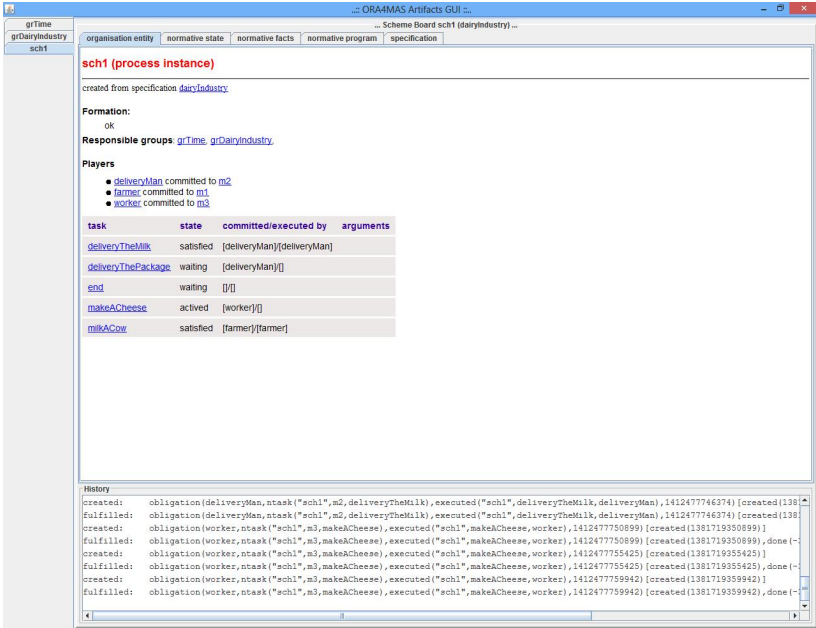 ..:: ORA4MAS Artifacts GUI ::..
grTime
grDairyIndustry
sch1
... Scheme Board sch1 (dairyIndustry) ...
organisation entity normative state normative facts normative program specification
sch1 (process instance)
created from specification dairyIndustry
Formation:
ok
Responsible groups: grTime, grDairyIndustry,
Players
deliveryMan committed to m2
farmer committed to m1
worker committed to m3
task state committed/executed by arguments
deliveryTheMilk satisfied [deliveryMan]/[deliveryMan]
deliveryThePackage waiting [deliveryMan]/[]
end waiting []/[]
makeACheese actived [worker]/[]
milkACow satisfied [farmer]/[farmer]
History
created: obligation(deliveryMan,ntask("sch1",m2,deliveryTheMilk),executed("sch1",deliveryTheMilk,deliveryMan),1412477746374)[created(138
fulfilled: obligation(deliveryMan,ntask("sch1",m2,deliveryTheMilk),executed("sch1",deliveryTheMilk,deliveryMan),1412477746374)[created(138
created: obligation(worker,ntask("sch1",m3,makeACheese),executed("sch1",makeACheese,worker),1412477750899)[created(1381719350899)]
fulfilled: obligation(worker,ntask("sch1",m3,makeACheese),executed("sch1",makeACheese,worker),1412477750899)[created(1381719350899),done(-
created: obligation(worker,ntask("sch1",m3,makeACheese),executed("sch1",makeACheese,worker),1412477755425)[created(1381719355425)]
fulfilled: obligation(worker,ntask("sch1",m3,makeACheese),executed("sch1",makeACheese,worker),1412477755425)[created(1381719355425),done(-
created: obligation(worker,ntask("sch1",m3,makeACheese),executed("sch1",makeACheese,worker),1412477759942)[created(1381719359942)]
fulfilled: obligation(worker,ntask("sch1",m3,makeACheese),executed("sch1",makeACheese,worker),1412477759942)[created(1381719359942),done(-